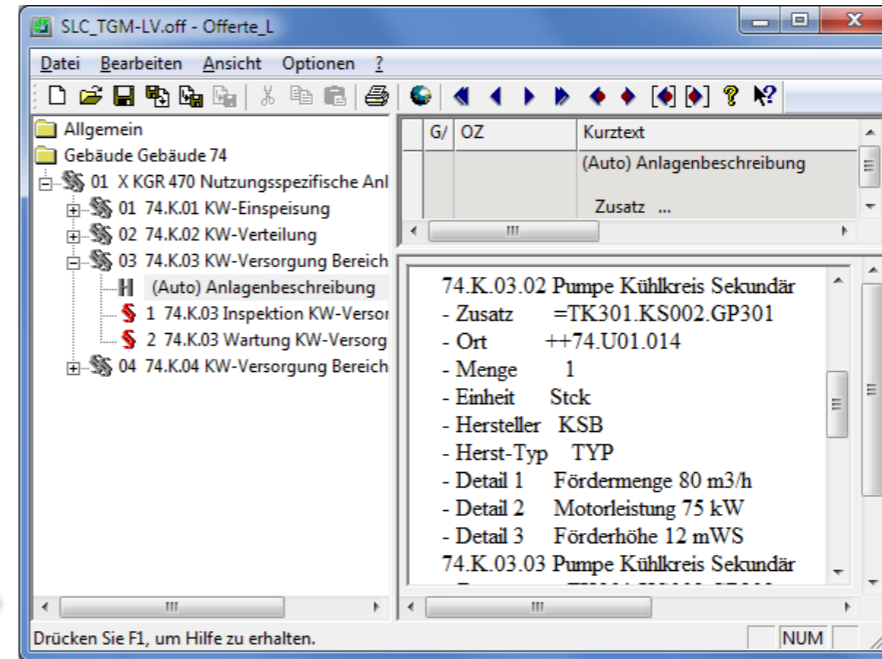 SLC_TGM-LV.off - Offerte_L
Datei Bearbeiten Ansicht Optionen ?
Allgemein
Gebäude Gebäude 74
01 X KGR 470 Nutzungsspezifische Anl
01 74.K.01 KW-Einspeisung
02 74.K.02 KW-Verteilung
03 74.K.03 KW-Versorgung Bereich
(Auto) Anlagenbeschreibung
1 74.K.03 Inspektion KW-Versor
2 74.K.03 Wartung KW-Versorg
04 74.K.04 KW-Versorgung Bereich
G/ OZ Kurztext
(Auto) Anlagenbeschreibung
Zusatz ...
74.K.03.02 Pumpe Kühlkreis Sekundär
- Zusatz =TK301.KS002.GP301
- Ort ++74.U01.014
- Menge 1
- Einheit Stck
- Hersteller KSB
- Herst-Typ TYP
- Detail 1 Fördermenge 80 m3/h
- Detail 2 Motorleistung 75 kW
- Detail 3 Förderhöhe 12 mWS
74.K.03.03 Pumpe Kühlkreis Sekundär
Drücken Sie F1, um Hilfe zu erhalten.
NUM